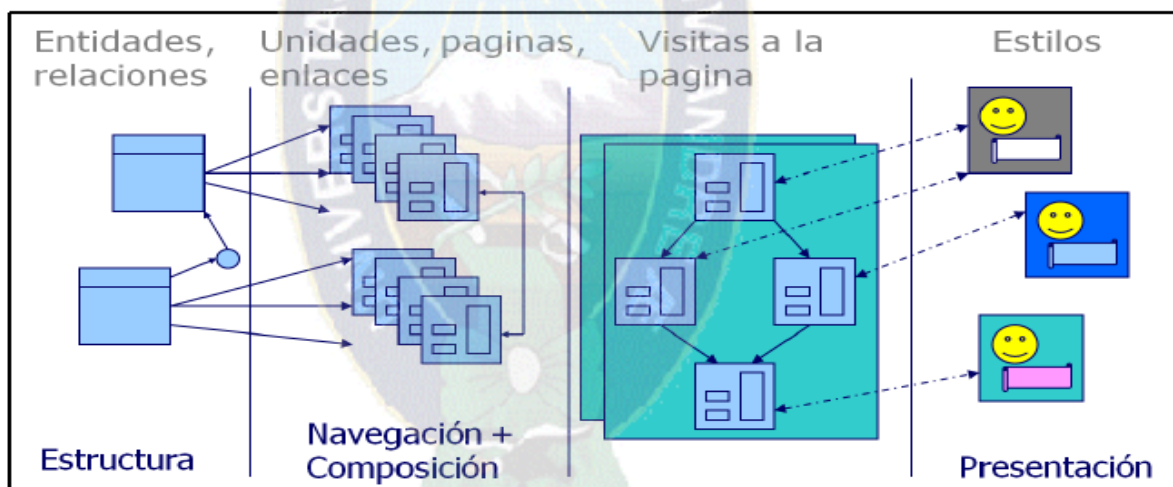 Entidades,
relaciones
Unidades, paginas,
enlaces
Visitas a la
pagina
Estilos
Estructura
Navegación +
Composición
Presentación